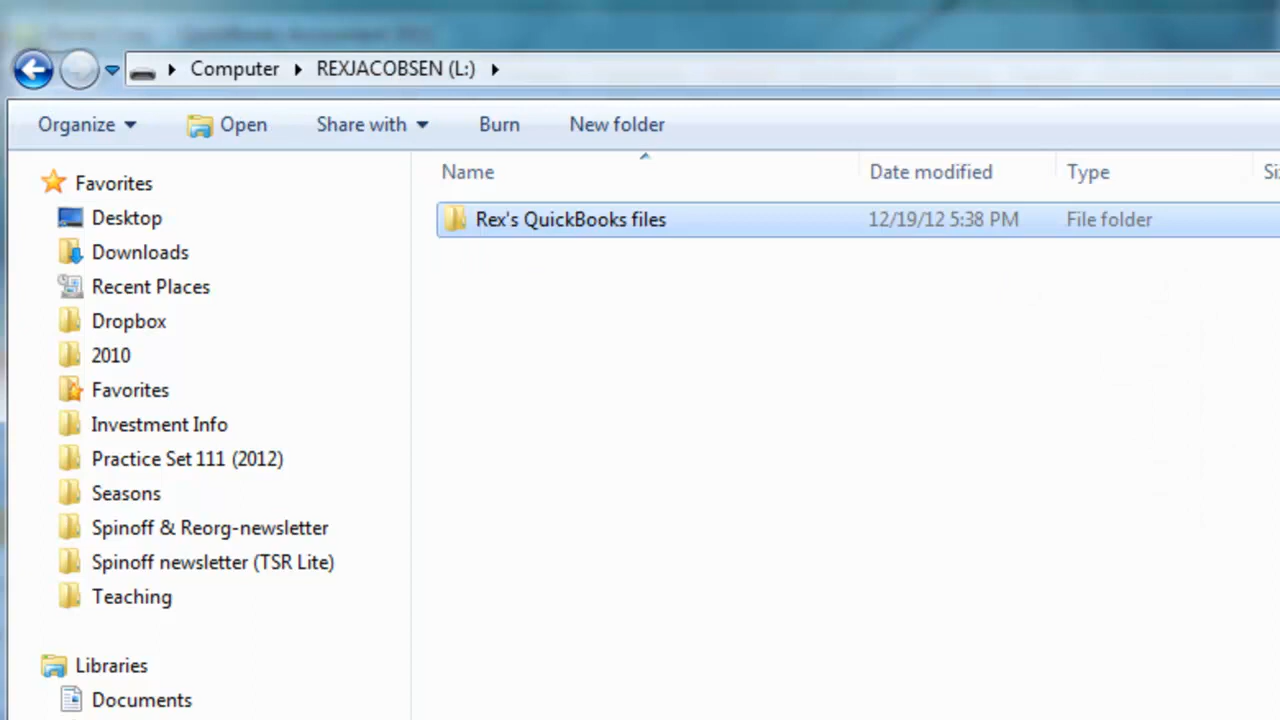 Computer REXJACOBSEN (L:)
Organize Open Share with Burn New folder
Name Date modified Type
Rex's QuickBooks files 12/19/12 5:38 PM File folder
Favorites
Desktop
Downloads
Recent Places
Dropbox
2010
Favorites
Investment Info
Practice Set 111 (2012)
Seasons
Spinoff & Reorg-newsletter
Spinoff newsletter (TSR Lite)
Teaching
Libraries
Documents